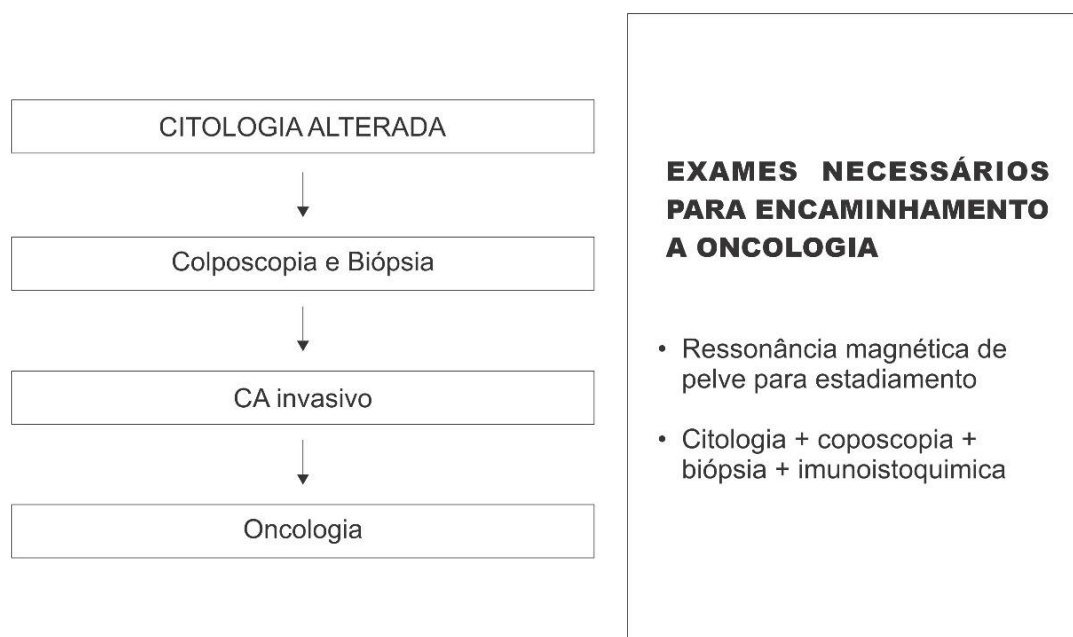 CITOLOGIA ALTERADA
Colposcopia e Biópsia
CA invasivo
Oncologia
EXAMES NECESSÁRIOS
PARA ENCAMINHAMENTO
A ONCOLOGIA
• Ressonância magnética de
pelve para estadiamento
• Citologia + coposcopia +
biópsia + imunoistoquimica